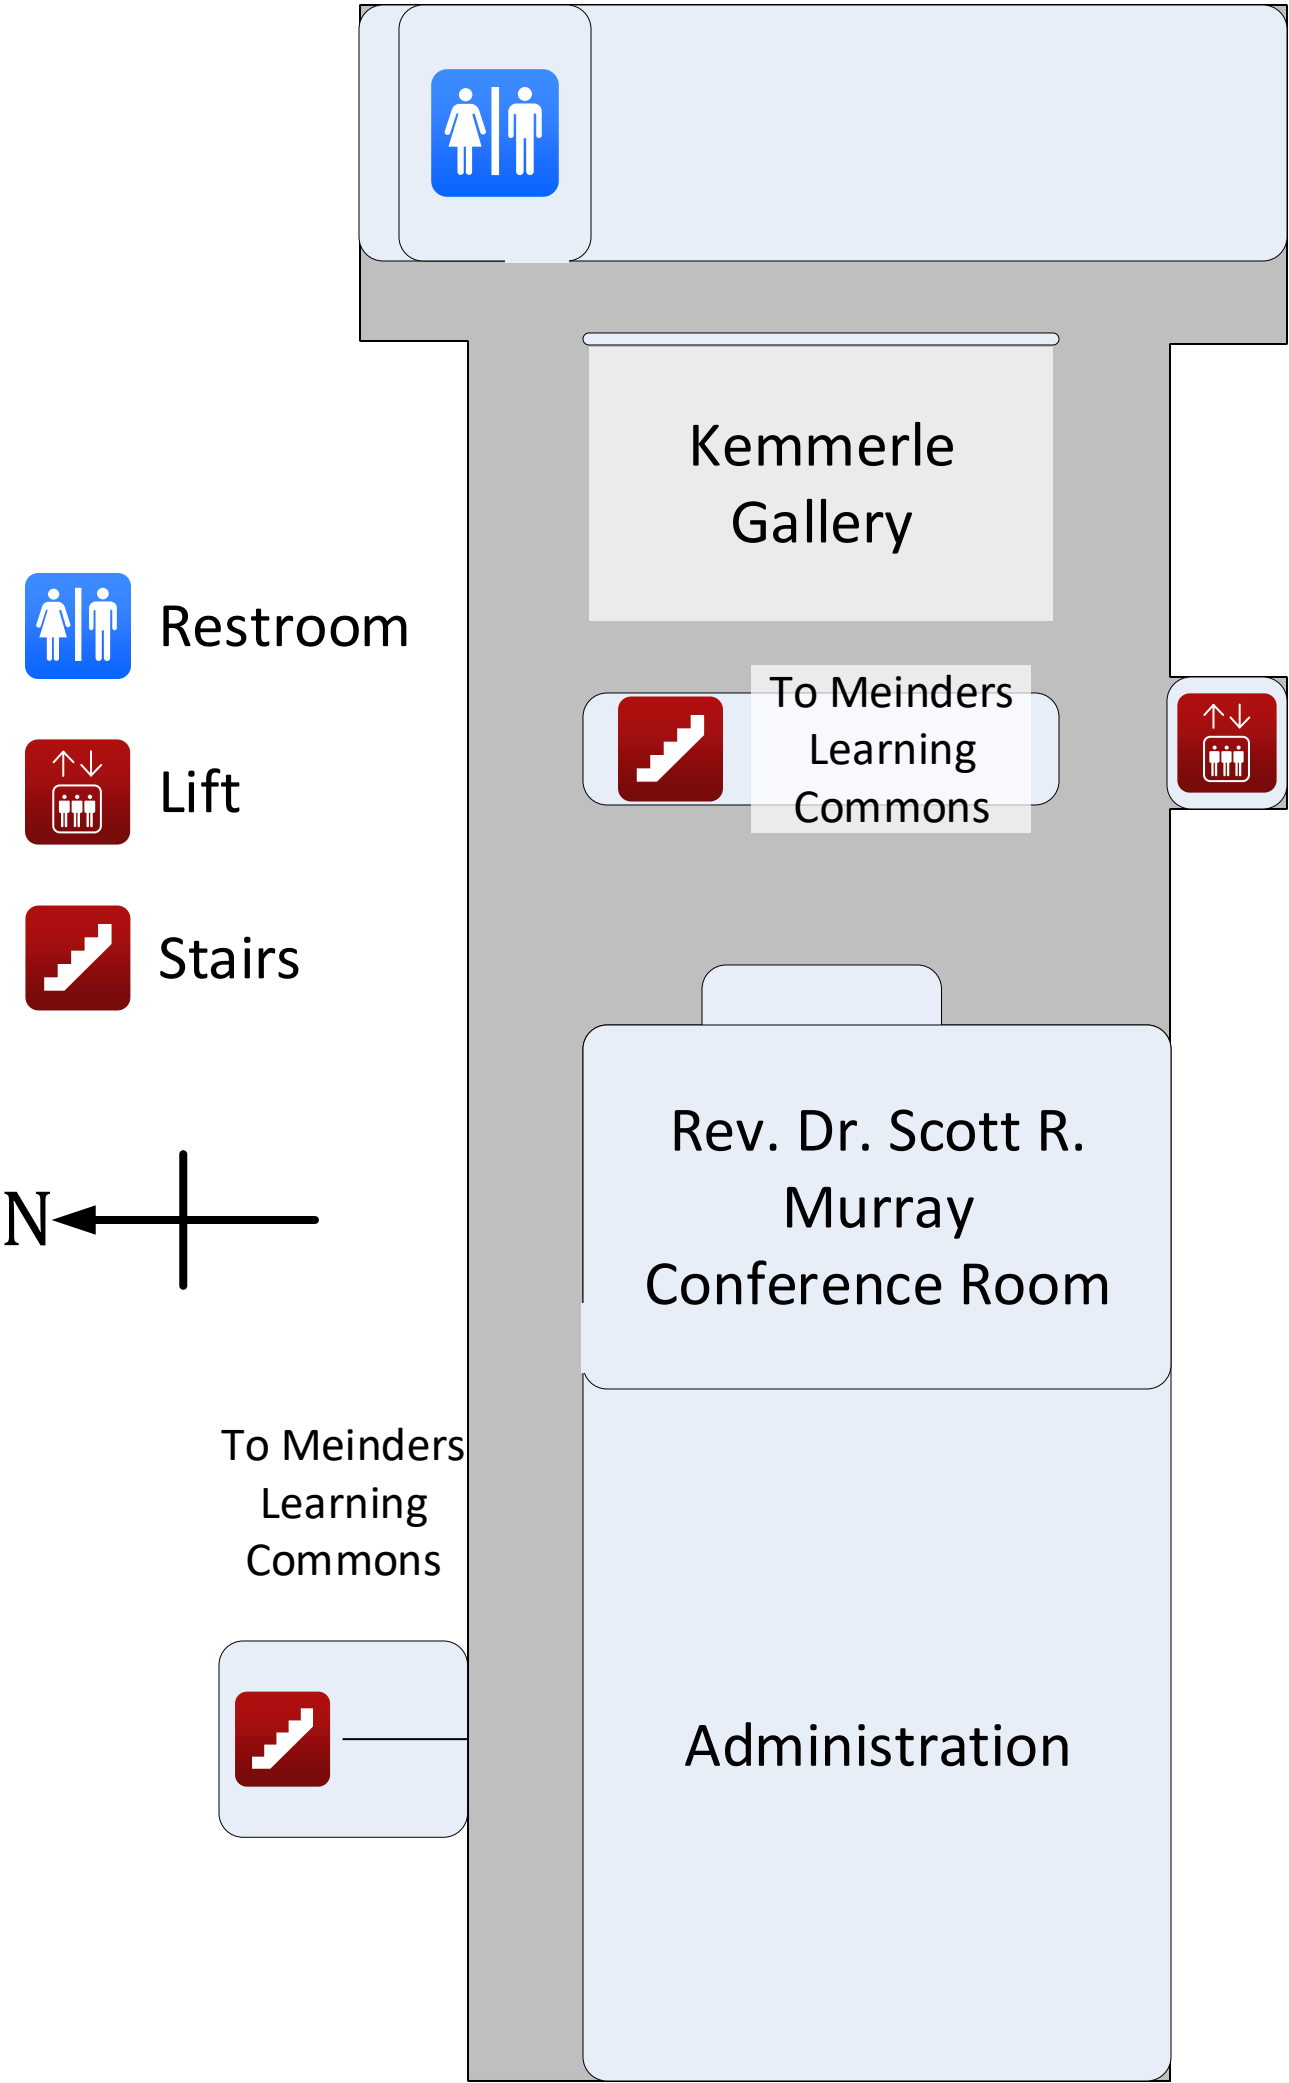 Kemmerle
Gallery
Restroom
To Meinders
Learning
Commons
Lift
Stairs
Rev. Dr. Scott R.
Murray
Conference Room
N
To Meinders
Learning
Commons
Administration